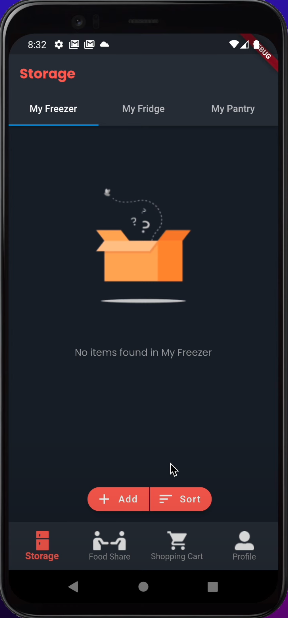 8:32
DEBUG
Storage
My Freezer My Fridge My Pantry
? ? ?
No items found in My Freezer
+ Add Sort
Storage Food Share Shopping Cart Profile